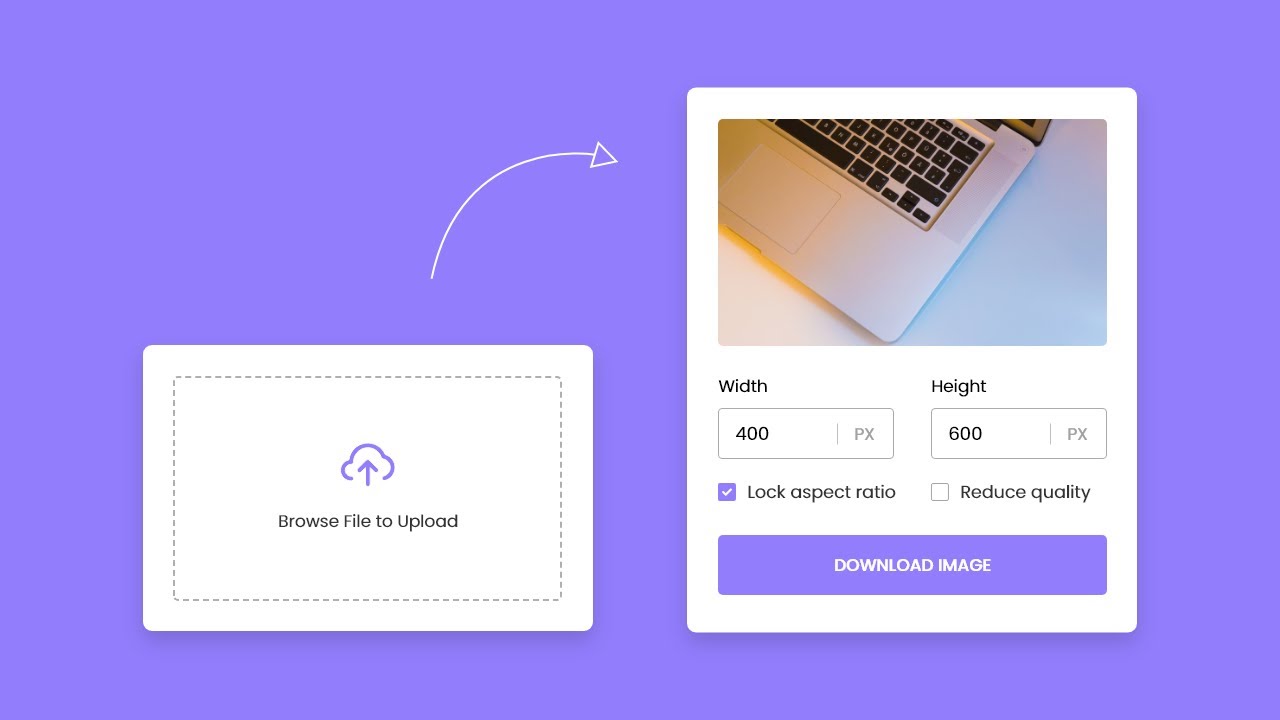 Browse File to Upload
Width
Height
400
PX
600
PX
Lock aspect ratio
Reduce quality
DOWNLOAD IMAGE